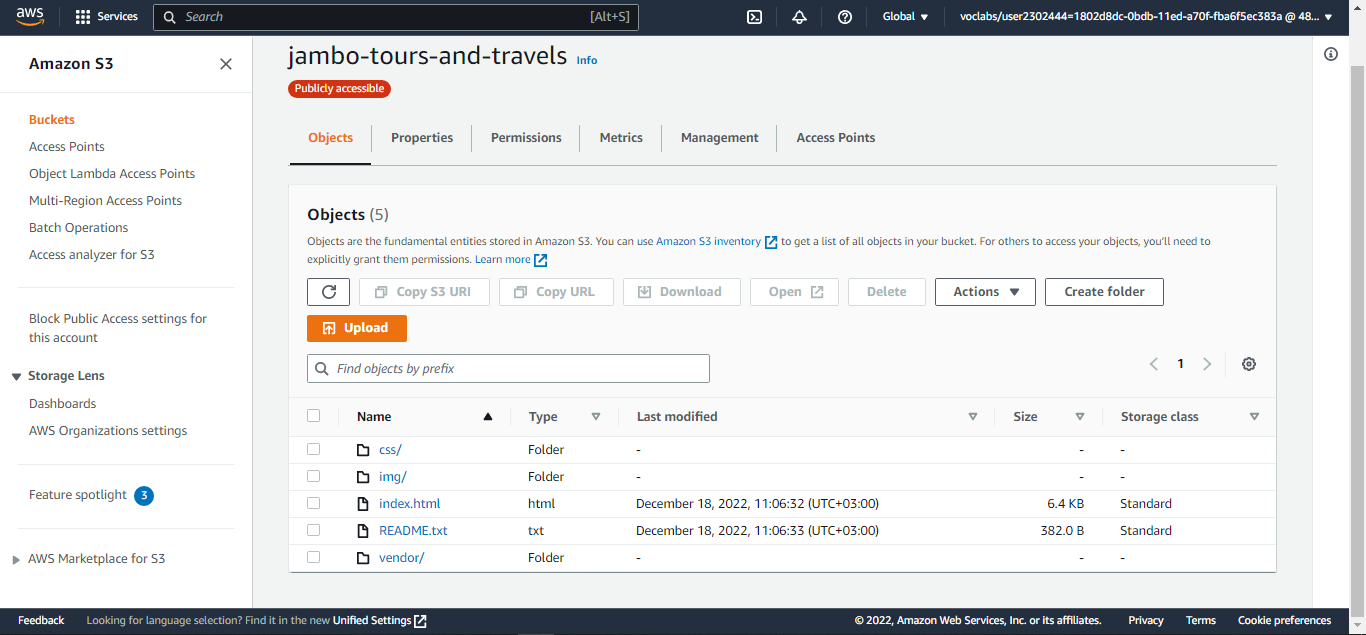 aws
Services
Search
[Alt+S]
Global
voclabs/user2302444=1802d8dc-0bdb-11ed-a70f-fba6f5ec383a @ 48...
Amazon S3
Buckets
Access Points
Object Lambda Access Points
Multi-Region Access Points
Batch Operations
Access analyzer for S3
Block Public Access settings for
this account
Storage Lens
Dashboards
AWS Organizations settings
Feature spotlight 3
AWS Marketplace for S3
jambo-tours-and-travels Info
Publicly accessible
Objects Properties Permissions Metrics Management Access Points
Objects (5)
Objects are the fundamental entities stored in Amazon S3. You can use Amazon S3 inventory to get a list of all objects in your bucket. For others to access your objects, you'll need to
explicitly grant them permissions. Learn more
Copy S3 URI Copy URL Download Open Delete Actions Create folder
Upload
Find objects by prefix
1
Name Type Last modified Size Storage class
css/ Folder - - -
img/ Folder - - -
index.html html December 18, 2022, 11:06:32 (UTC+03:00) 6.4 KB Standard
README.txt txt December 18, 2022, 11:06:33 (UTC+03:00) 382.0 B Standard
vendor/ Folder - - -
Feedback Looking for language selection? Find it in the new Unified Settings © 2022, Amazon Web Services, Inc. or its affiliates. Privacy Terms Cookie preferences